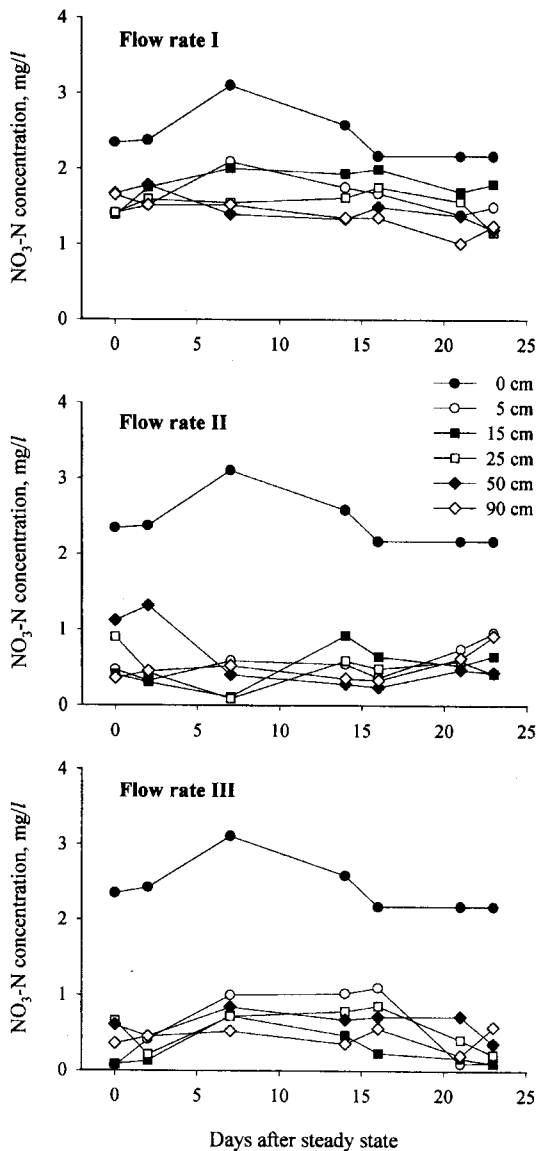 Flow rate I
NO₃-N concentration, mg/l
4
3
2
1
0
0 5 10 15 20 25
Flow rate II
NO₃-N concentration, mg/l
4
3
2
1
0
0 5 10 15 20 25
0 cm
5 cm
15 cm
25 cm
50 cm
90 cm
Flow rate III
NO₃-N concentration, mg/l
4
3
2
1
0
0 5 10 15 20 25
Days after steady state